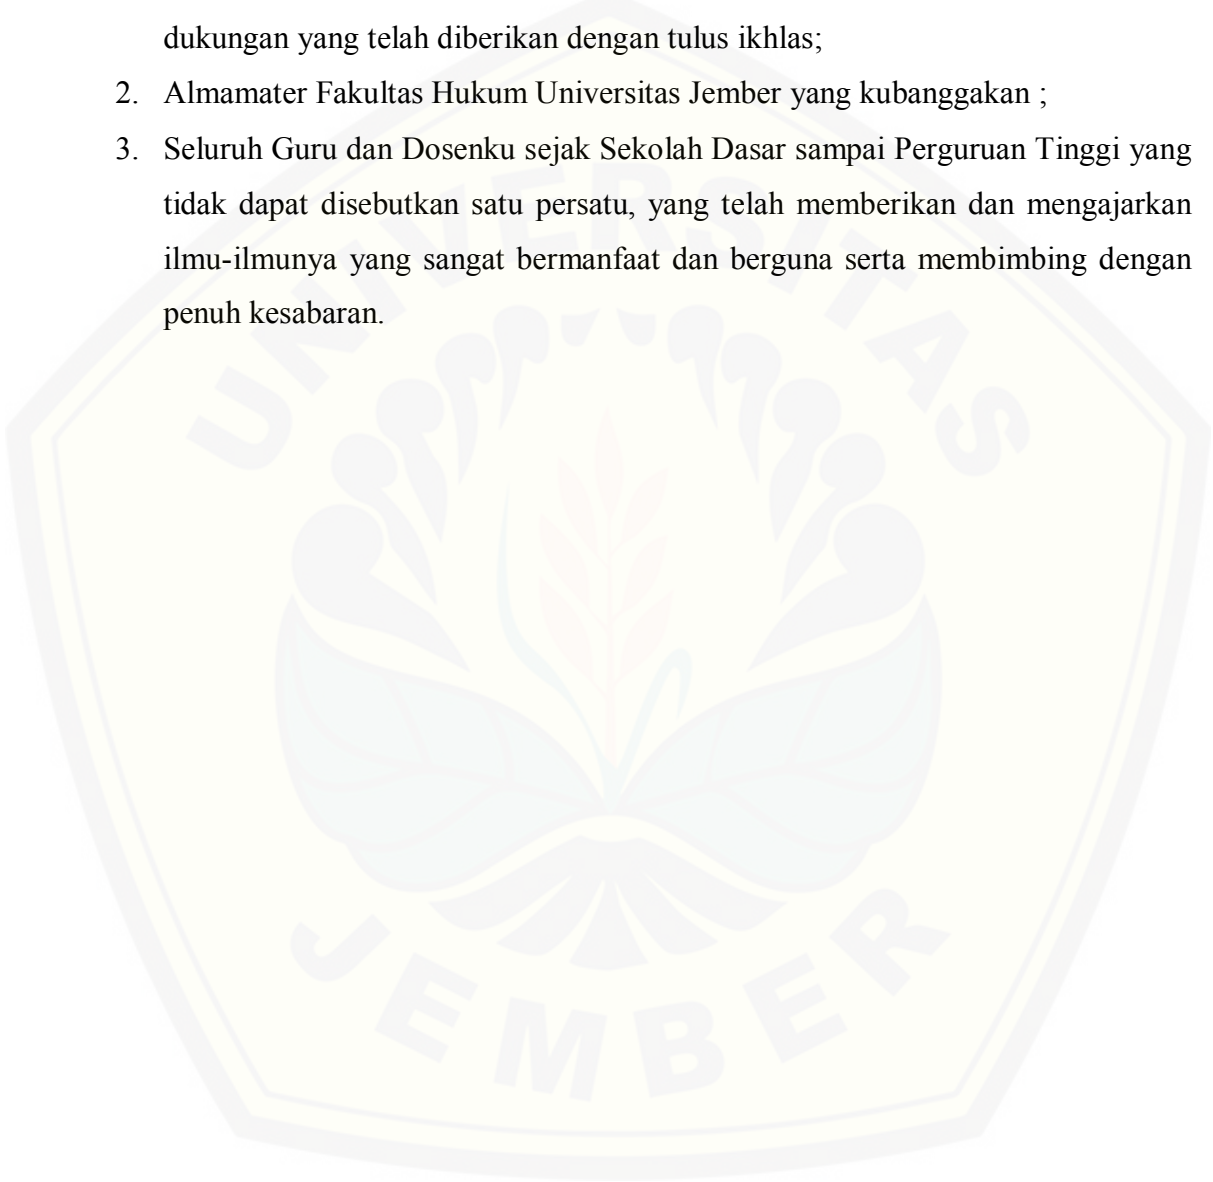 dukungan yang telah diberikan dengan tulus ikhlas;
2. Almamater Fakultas Hukum Universitas Jember yang kubanggakan ;
3. Seluruh Guru dan Dosenku sejak Sekolah Dasar sampai Perguruan Tinggi yang
tidak dapat disebutkan satu persatu, yang telah memberikan dan mengajarkan
ilmu-ilmunya yang sangat bermanfaat dan berguna serta membimbing dengan
penuh kesabaran.
UNIVERSITAS
JEMBER